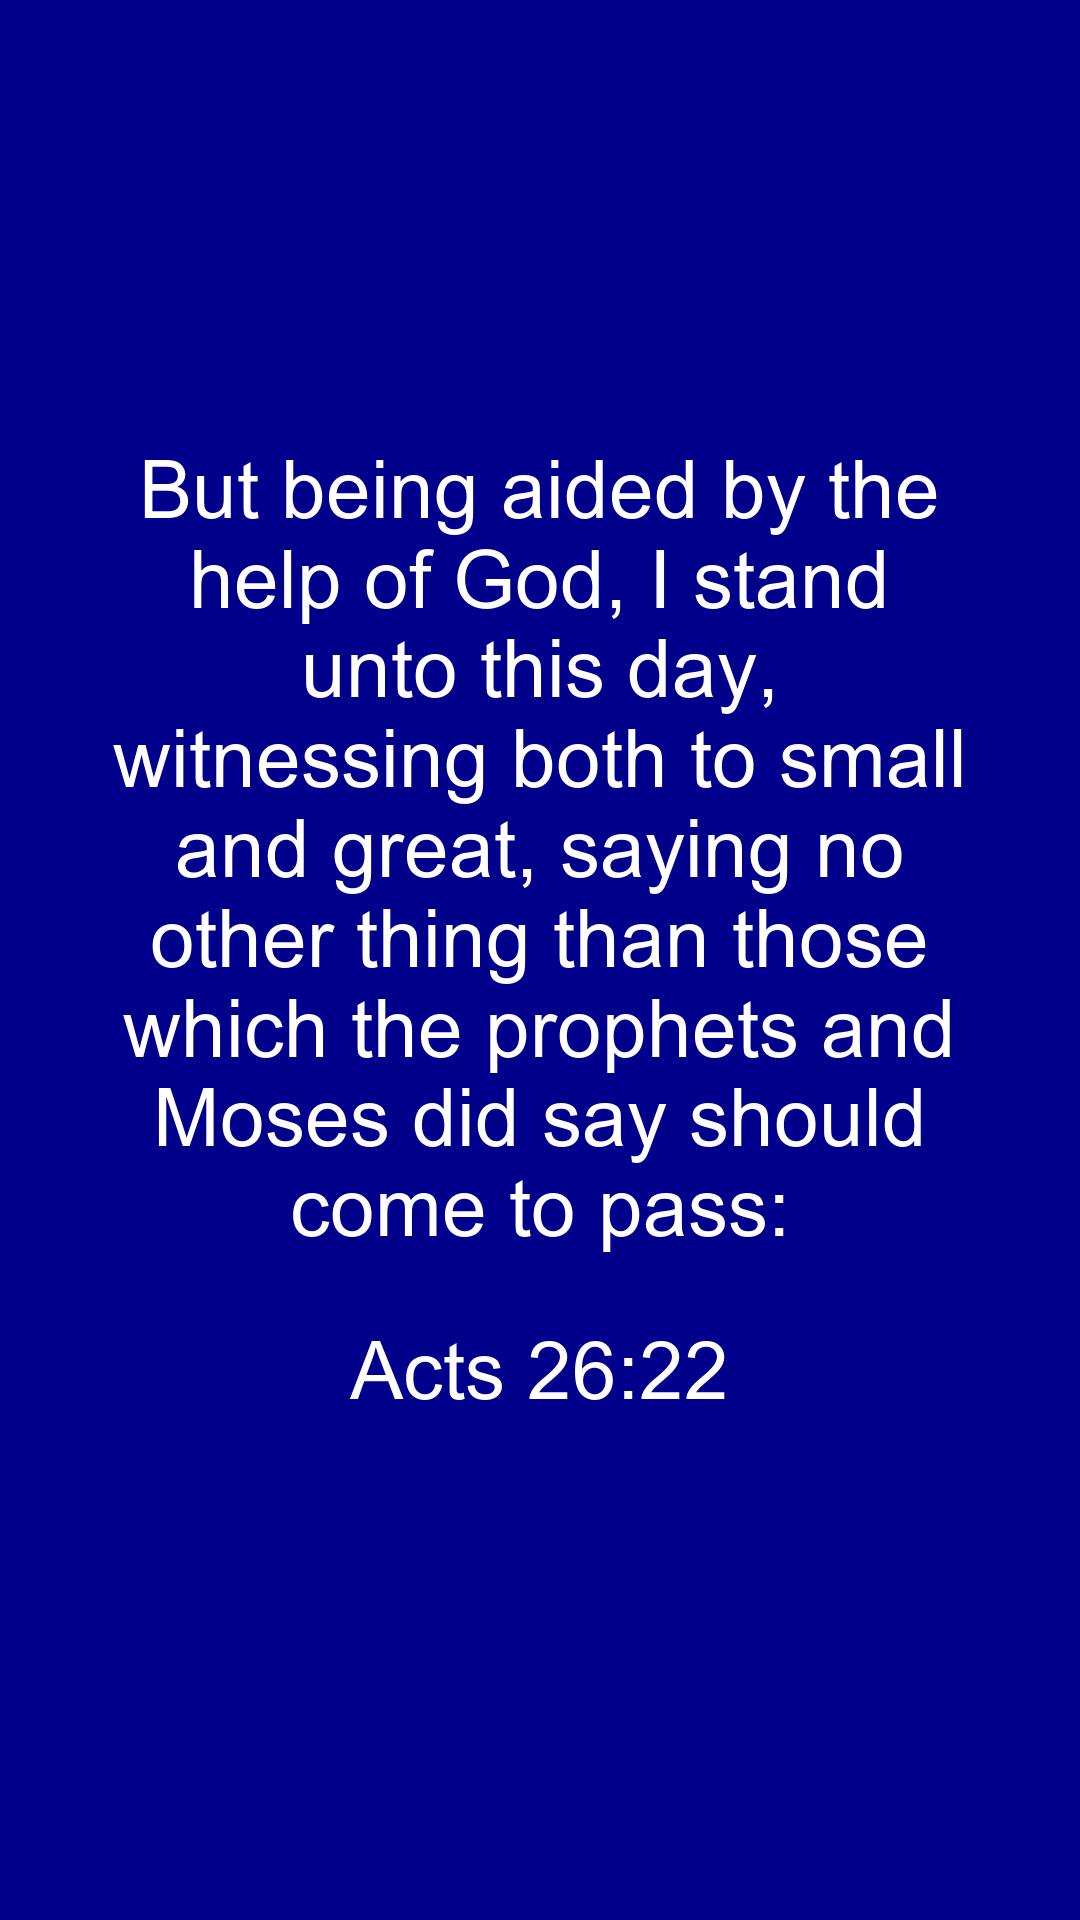 But being aided by the
help of God, I stand
unto this day,
witnessing both to small
and great, saying no
other thing than those
which the prophets and
Moses did say should
come to pass:
Acts 26:22